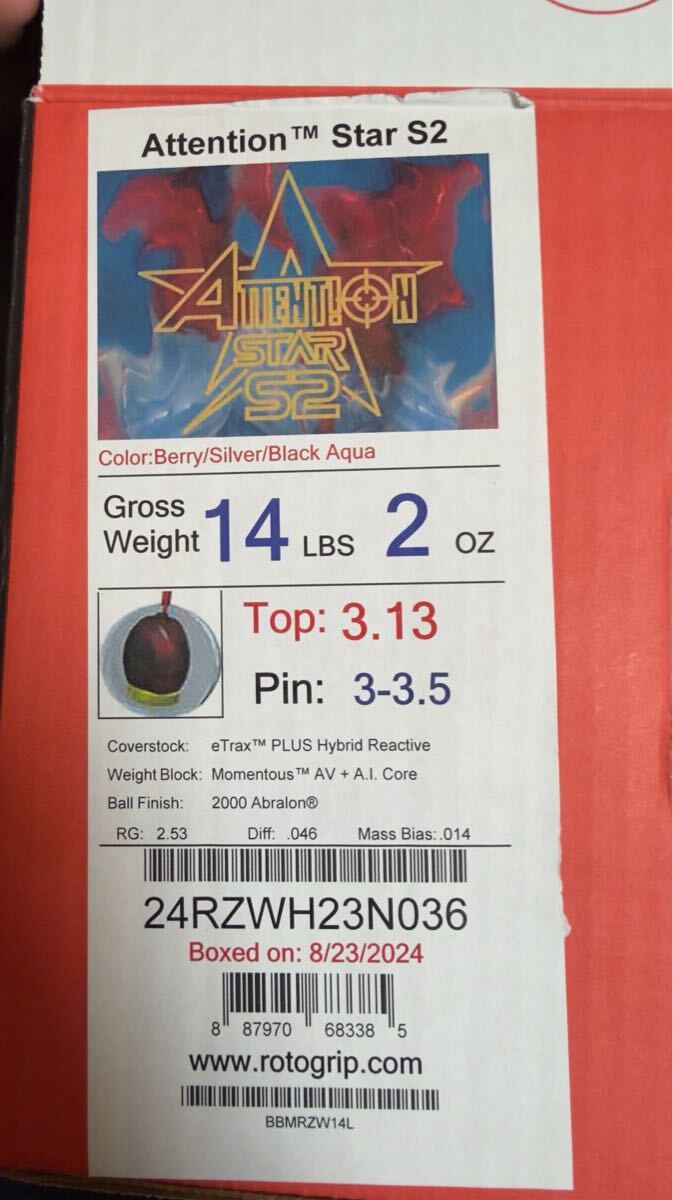 Attention™ Star S2
ATTENT!ON
STAR
S2
Color:Berry/Silver/Black Aqua
Gross
Weight 14 LBS 2 OZ
Top: 3.13
Pin: 3-3.5
Coverstock: eTrax™ PLUS Hybrid Reactive
Weight Block: Momentous™ AV + A.I. Core
Ball Finish: 2000 Abralon®
RG: 2.53 Diff: .046 Mass Bias: .014
24RZWH23N036
Boxed on: 8/23/2024
8 87970 68338 5
www.rotogrip.com
BBMRZW14L